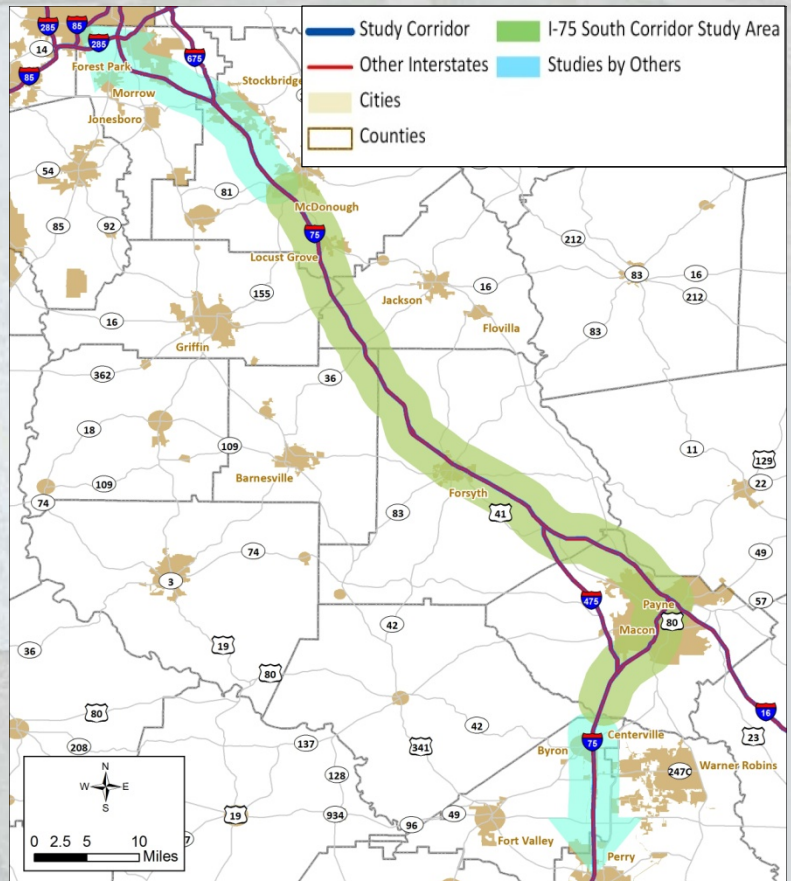 Study Corridor
I-75 South Corridor Study Area
Other Interstates
Studies by Others
Cities
Counties
285
85
285
14
675
85
Forest Park
Stockbridge
Morrow
Jonesboro
54
81
McDonough
85
92
75
Locust Grove
212
83
16
212
155
Jackson
16
Flovilla
83
16
Griffin
362
36
18
109
11
129
Barnesville
22
109
74
Forsyth
83
41
49
74
3
475
Payne
57
42
Macon
80
36
19
80
16
80
42
23
208
137
341
75
Centerville
Byron
Warner Robins
247C
128
N
W E
S
19
934
96
49
Fort Valley
Perry
7
0 2.5 5 10
Miles